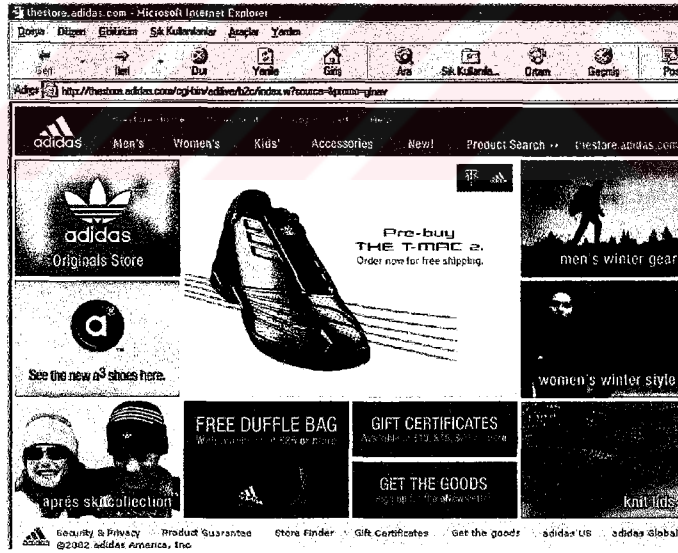 thestore.adidas.com - Microsoft Internet Explorer
Dosya Düzen Görünüm Sık Kullanılanlar Araçlar Yardım
Geri İleri Dur Yenile Giriş Ara Sık Kullanıla... Ortam Geçmiş Pos
Adres http://thestore.adidas.com/cgi-bin/adilive/b2c/index.w?source=&promo=glnav
adidas Men's Women's Kids' Accessories New! Product Search thestore.adidas.com
adidas
Originals Store
Pre-buy
THE T-MAC 2.
Order now for free shipping.
men's winter gear
a
See the new a3 shoes here.
women's winter style
après ski collection
FREE DUFFLE BAG
GIFT CERTIFICATES
GET THE GOODS
knit lids
Security & Privacy Product Guarantee Store Finder Gift Certificates Get the goods adidas US adidas Global
©2002 adidas America, Inc